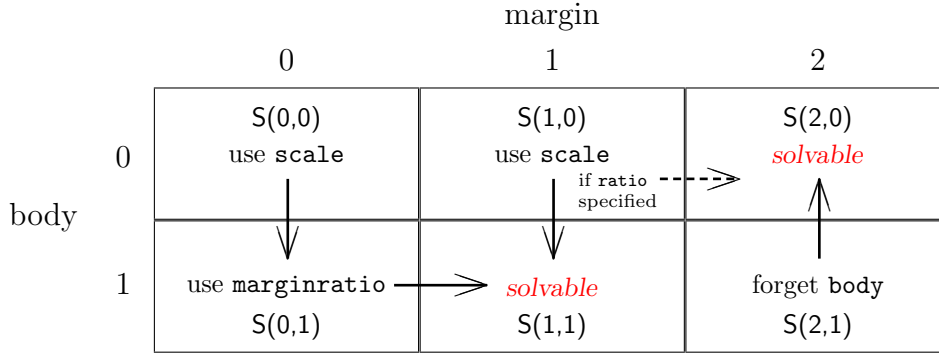 margin
0 1 2
S(0,0) S(1,0) S(2,0)
0 use scale use scale solvable
if ratio
specified
body
1 use marginratio solvable forget body
S(0,1) S(1,1) S(2,1)